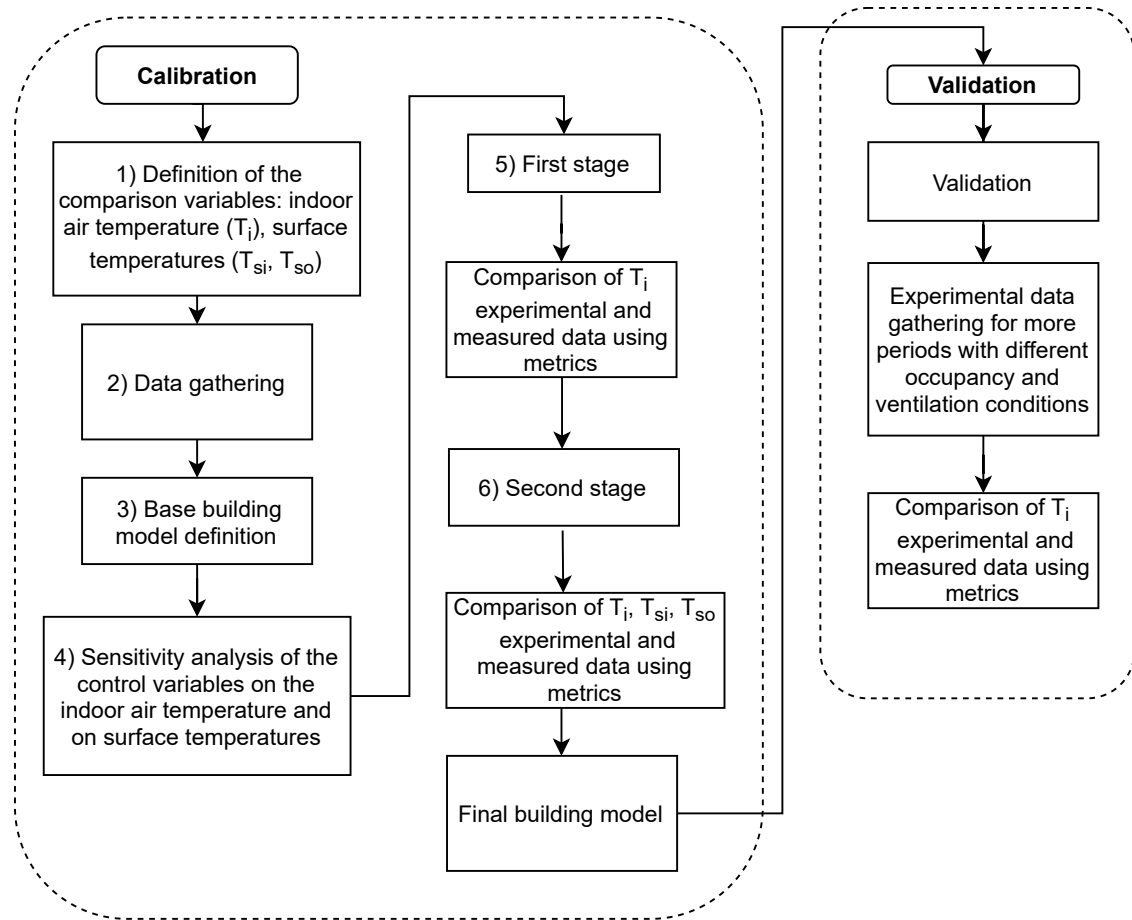 Calibration
1) Definition of the
comparison variables: indoor
air temperature (Ti), surface
temperatures (Tsi, Tso)
2) Data gathering
3) Base building
model definition
4) Sensitivity analysis of the
control variables on the
indoor air temperature and
on surface temperatures
5) First stage
Comparison of Ti
experimental and
measured data using
metrics
6) Second stage
Comparison of Ti, Tsi, Tso
experimental and
measured data using
metrics
Final building model
Validation
Validation
Experimental data
gathering for more
periods with different
occupancy and
ventilation conditions
Comparison of Ti
experimental and
measured data using
metrics